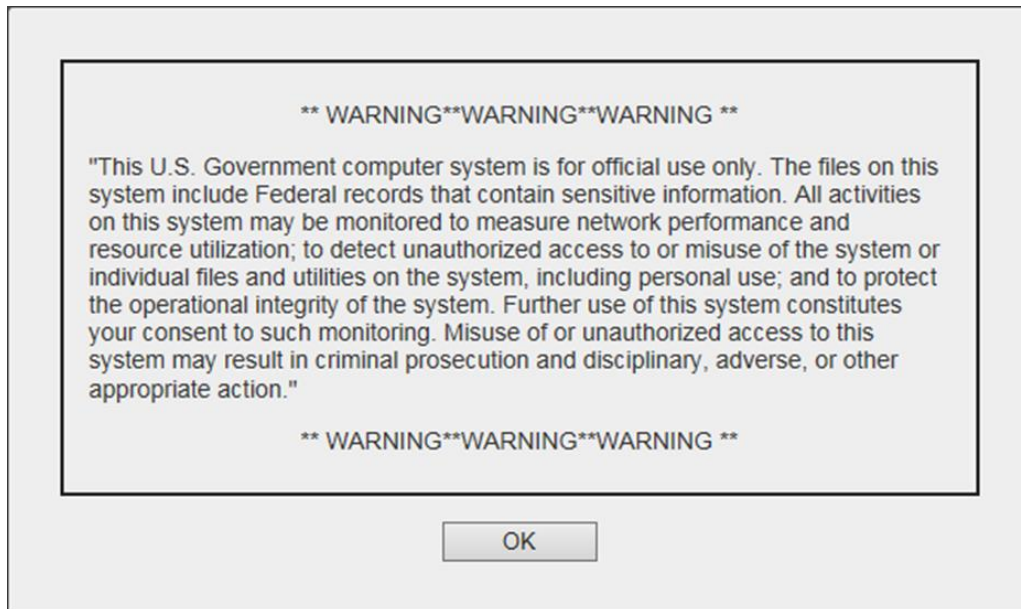 ** WARNING**WARNING**WARNING **
"This U.S. Government computer system is for official use only. The files on this
system include Federal records that contain sensitive information. All activities
on this system may be monitored to measure network performance and
resource utilization; to detect unauthorized access to or misuse of the system or
individual files and utilities on the system, including personal use; and to protect
the operational integrity of the system. Further use of this system constitutes
your consent to such monitoring. Misuse of or unauthorized access to this
system may result in criminal prosecution and disciplinary, adverse, or other
appropriate action."
** WARNING**WARNING**WARNING **
OK